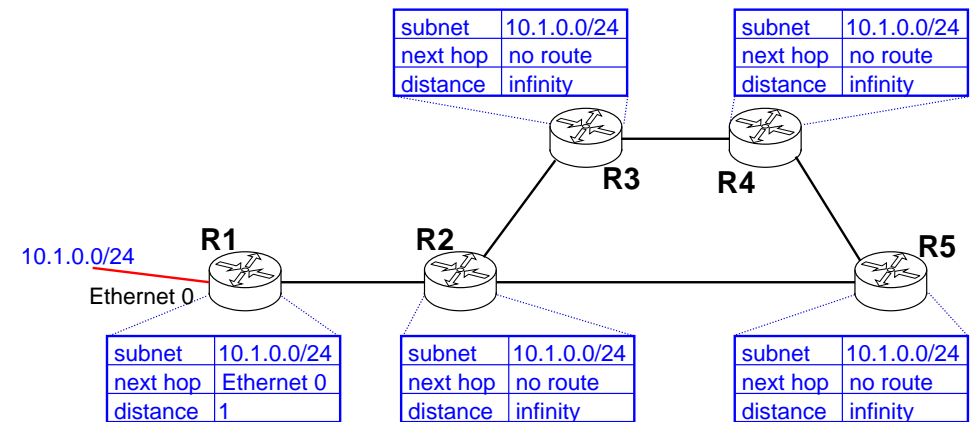 subnet 10.1.0.0/24
next hop no route
distance infinity
subnet 10.1.0.0/24
next hop no route
distance infinity
R3
R4
R1
R2
R5
10.1.0.0/24
Ethernet 0
subnet 10.1.0.0/24
next hop Ethernet 0
distance 1
subnet 10.1.0.0/24
next hop no route
distance infinity
subnet 10.1.0.0/24
next hop no route
distance infinity